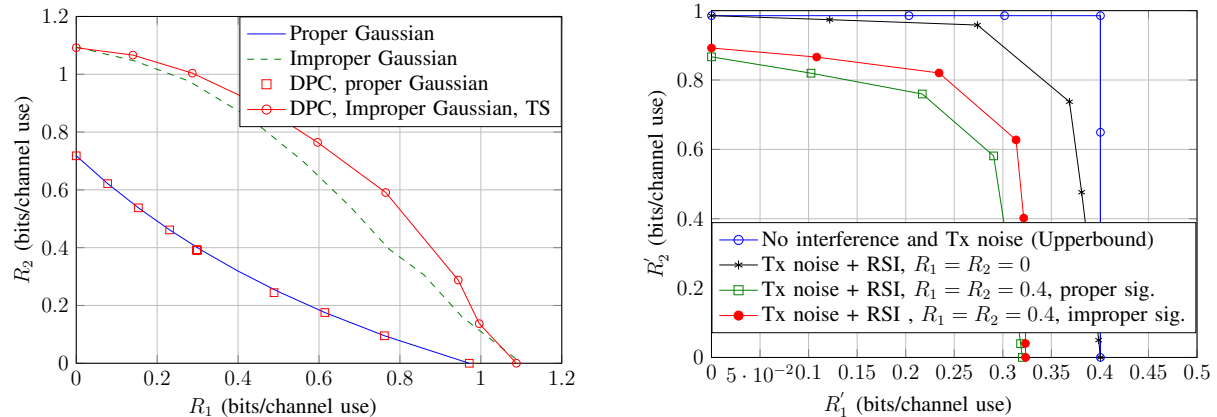 1.2
1
0.8
0.6
0.4
0.2
0
0 0.2 0.4 0.6 0.8 1 1.2
R₂ (bits/channel use)
R₁ (bits/channel use)
Proper Gaussian
Improper Gaussian
DPC, proper Gaussian
DPC, Improper Gaussian, TS
1
0.8
0.6
0.4
0.2
0
0 5 · 10⁻² 0.1 0.15 0.2 0.25 0.3 0.35 0.4 0.45 0.5
R₂′ (bits/channel use)
R₁′ (bits/channel use)
No interference and Tx noise (Upperbound)
Tx noise + RSI, R₁ = R₂ = 0
Tx noise + RSI, R₁ = R₂ = 0.4, proper sig.
Tx noise + RSI , R₁ = R₂ = 0.4, improper sig.